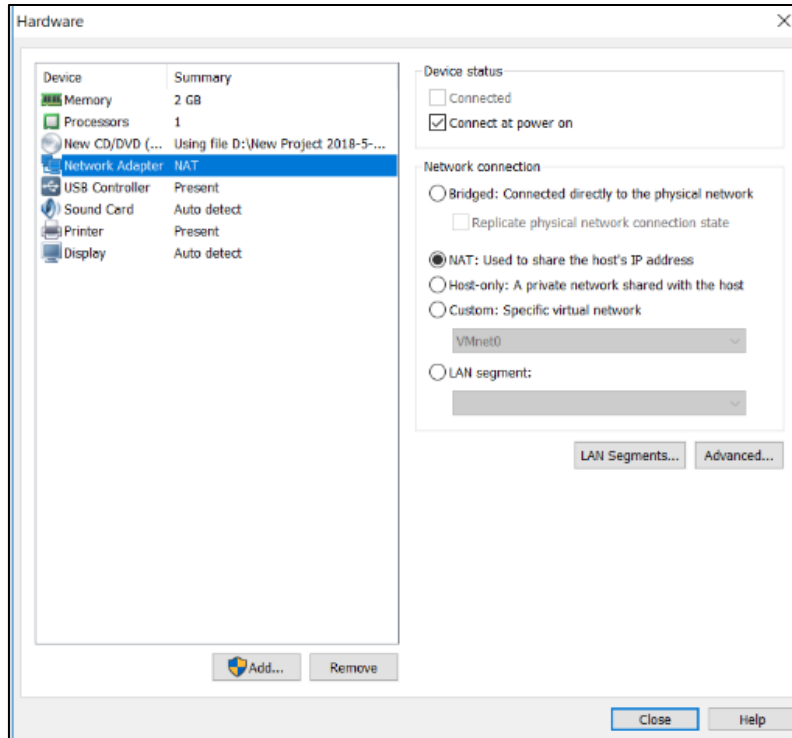 Hardware
Device Summary
Memory 2 GB
Processors 1
New CD/DVD (... Using file D:\New Project 2018-5-...
Network Adapter NAT
USB Controller Present
Sound Card Auto detect
Printer Present
Display Auto detect
Add... Remove
Device status
Connected
Connect at power on
Network connection
Bridged: Connected directly to the physical network
Replicate physical network connection state
NAT: Used to share the host's IP address
Host-only: A private network shared with the host
Custom: Specific virtual network
VMnet0
LAN segment:
LAN Segments... Advanced...
Close Help